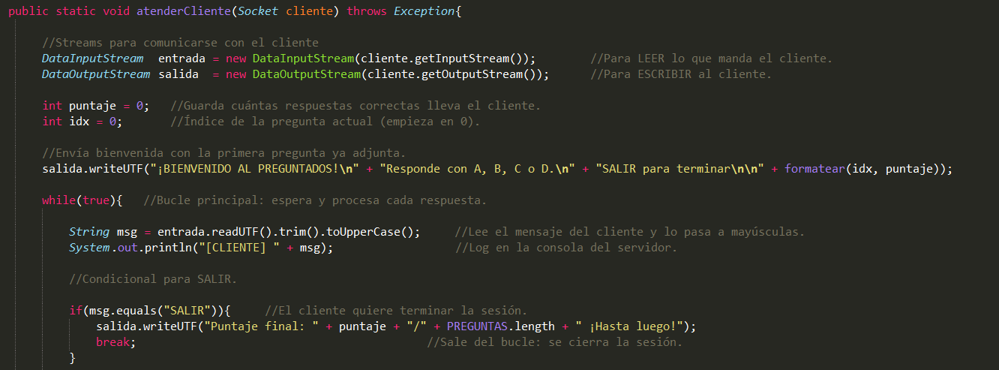 public static void atenderCliente(Socket cliente) throws Exception{
//Streams para comunicarse con el cliente
DataInputStream  entrada = new DataInputStream(cliente.getInputStream());        //Para LEER lo que manda el cliente.
DataOutputStream salida  = new DataOutputStream(cliente.getOutputStream());      //Para ESCRIBIR al cliente.
int puntaje = 0;   //Guarda cuántas respuestas correctas lleva el cliente.
int idx = 0;       //Índice de la pregunta actual (empieza en 0).
//Envía bienvenida con la primera pregunta ya adjunta.
salida.writeUTF("¡BIENVENIDO AL PREGUNTADOS!\n" + "Responde con A, B, C o D.\n" + "SALIR para terminar\n\n" + formatear(idx, puntaje));
while(true){   //Bucle principal: espera y procesa cada respuesta.
String msg = entrada.readUTF().trim().toUpperCase();     //Lee el mensaje del cliente y lo pasa a mayúsculas.
System.out.println("[CLIENTE] " + msg);                  //Log en la consola del servidor.
//Condicional para SALIR.
if(msg.equals("SALIR")){     //El cliente quiere terminar la sesión.
salida.writeUTF("Puntaje final: " + puntaje + "/" + PREGUNTAS.length + " ¡Hasta luego!");
break;                                           //Sale del bucle: se cierra la sesión.
}